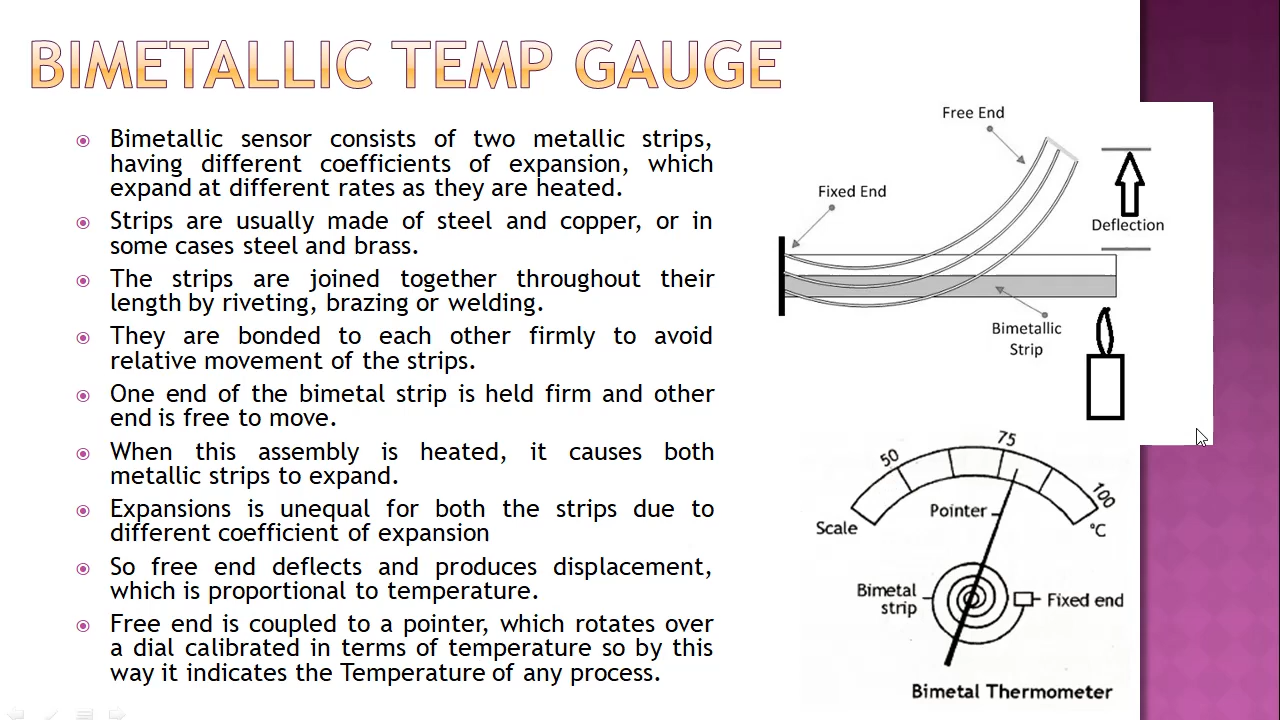 BIMETALLIC TEMP GAUGE
Bimetallic sensor consists of two metallic strips,
having different coefficients of expansion, which
expand at different rates as they are heated.
Strips are usually made of steel and copper, or in
some cases steel and brass.
The strips are joined together throughout their
length by riveting, brazing or welding.
They are bonded to each other firmly to avoid
relative movement of the strips.
One end of the bimetal strip is held firm and other
end is free to move.
When this assembly is heated, it causes both
metallic strips to expand.
Expansions is unequal for both the strips due to
different coefficient of expansion
So free end deflects and produces displacement,
which is proportional to temperature.
Free end is coupled to a pointer, which rotates over
a dial calibrated in terms of temperature so by this
way it indicates the Temperature of any process.
Free End
Fixed End
Deflection
Bimetallic
Strip
50
75
100
°C
Scale
Pointer
Bimetal
strip
Fixed end
Bimetal Thermometer